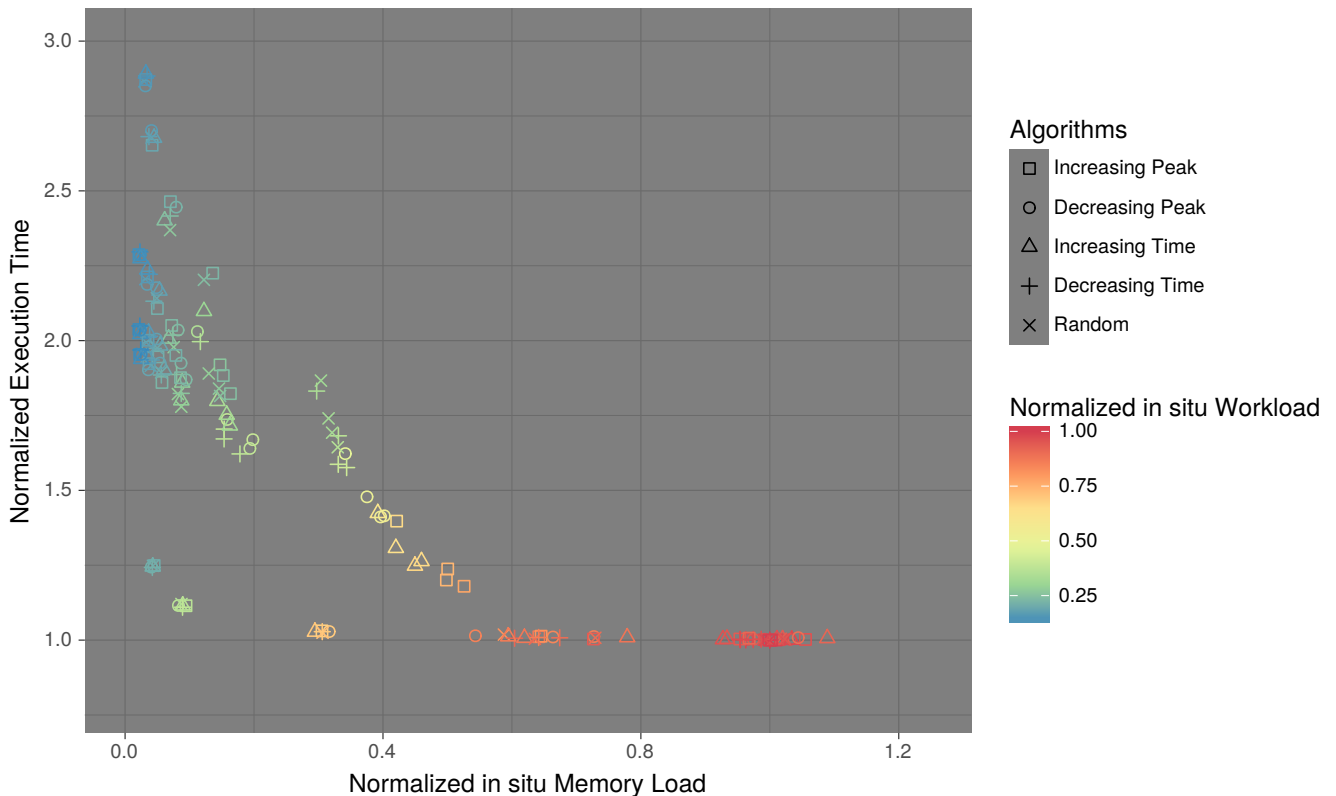 3.0
2.5
2.0
1.5
1.0
Normalized Execution Time
0.0
0.4
0.8
1.2
Normalized in situ Memory Load
Algorithms
Increasing Peak
Decreasing Peak
Increasing Time
Decreasing Time
Random
Normalized in situ Workload
1.00
0.75
0.50
0.25